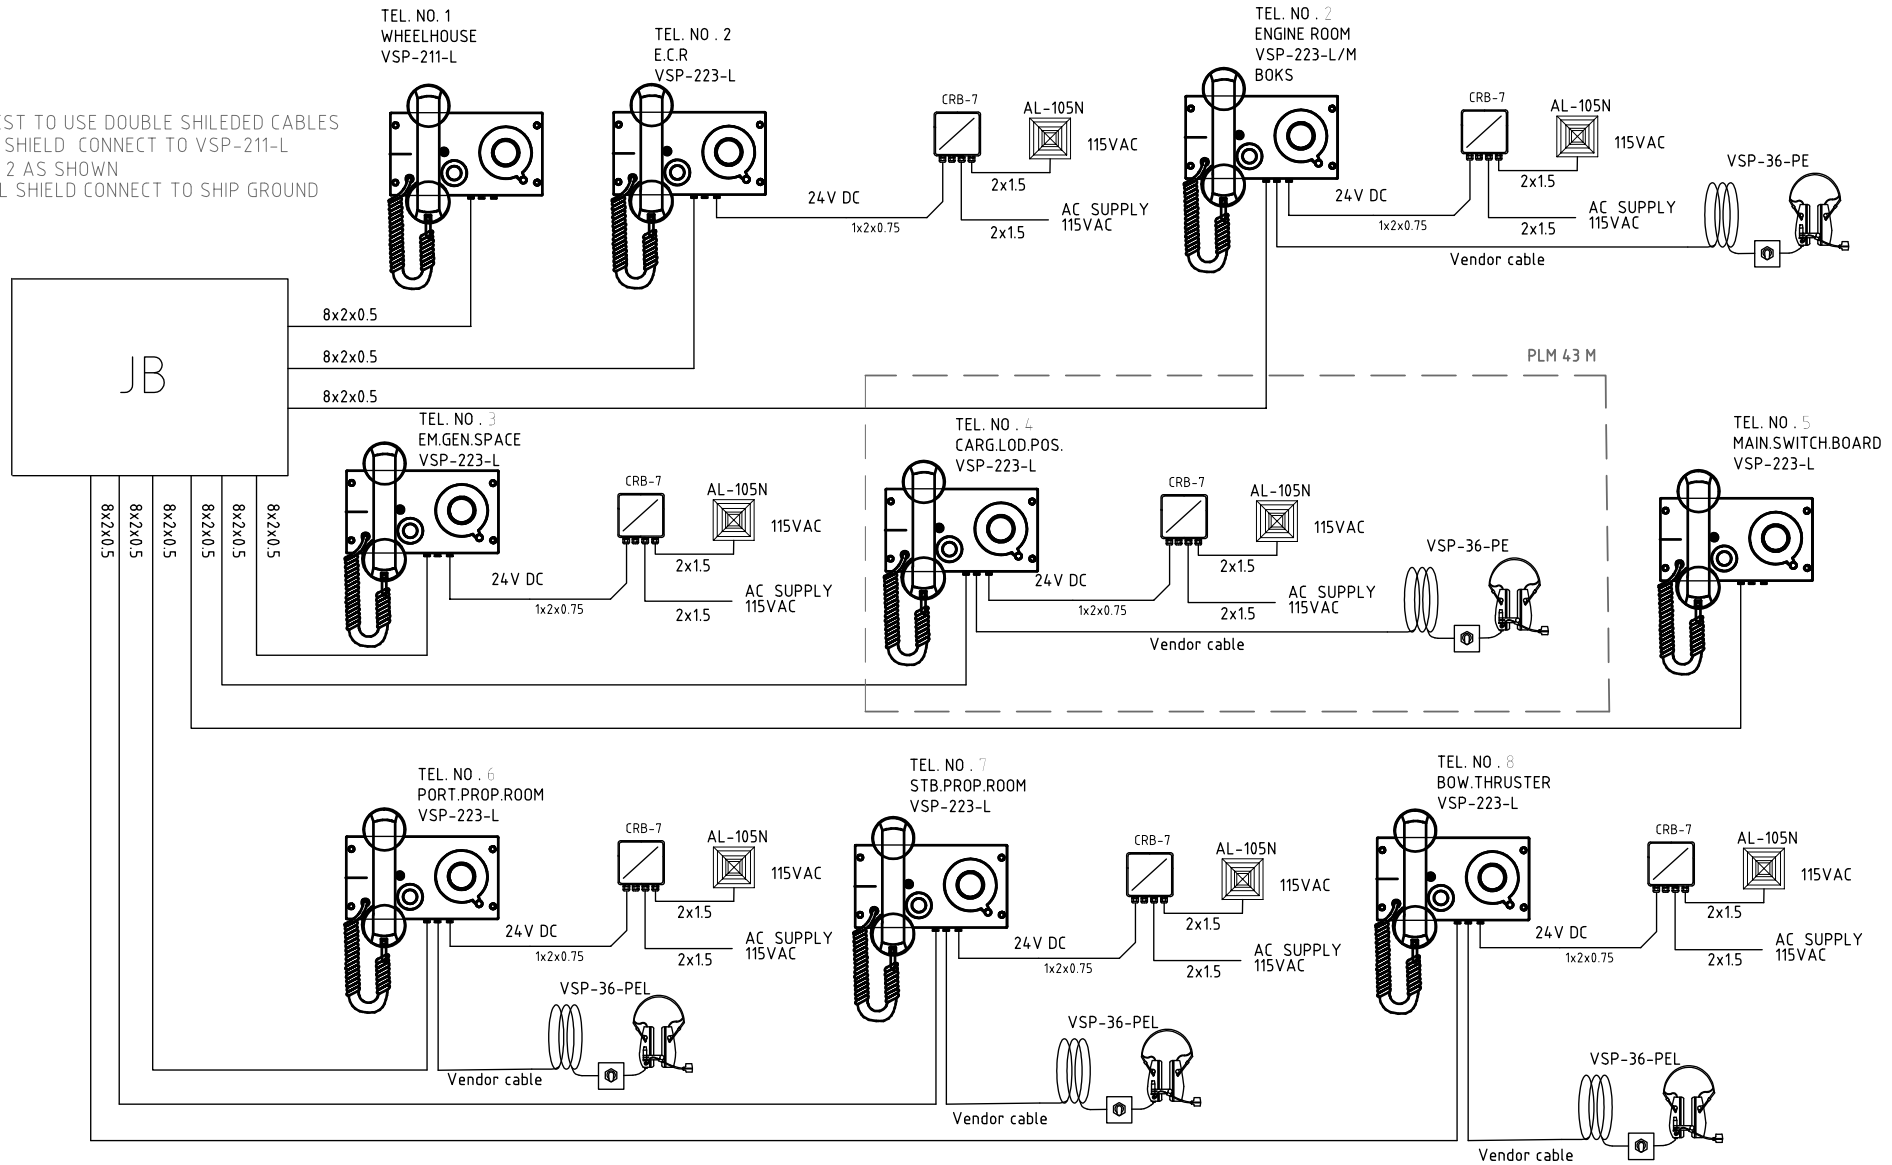 TEL. NO. 1
WHEELHOUSE
VSP-211-L
TEL. NO . 2
E.C.R
VSP-223-L
CRB-7
AL-105N
115VAC
2x1.5
24V DC
1x2x0.75
AC SUPPLY
115VAC
2x1.5
TEL. NO . 2
ENGINE ROOM
VSP-223-L/M
BOKS
CRB-7
AL-105N
115VAC
2x1.5
24V DC
1x2x0.75
AC SUPPLY
115VAC
2x1.5
Vendor cable
VSP-36-PE
EST TO USE DOUBLE SHILEDED CABLES
SHIELD CONNECT TO VSP-211-L
2 AS SHOWN
L SHIELD CONNECT TO SHIP GROUND
JB
8x2x0.5
8x2x0.5
8x2x0.5
8x2x0.5
8x2x0.5
8x2x0.5
8x2x0.5
8x2x0.5
8x2x0.5
TEL. NO . 3
EM.GEN.SPACE
VSP-223-L
CRB-7
AL-105N
115VAC
2x1.5
24V DC
1x2x0.75
AC SUPPLY
115VAC
2x1.5
PLM 43 M
TEL. NO . 4
CARG.LOD.POS.
VSP-223-L
CRB-7
AL-105N
115VAC
2x1.5
24V DC
1x2x0.75
AC SUPPLY
115VAC
2x1.5
Vendor cable
VSP-36-PE
TEL. NO . 5
MAIN.SWITCH.BOARD
VSP-223-L
TEL. NO . 6
PORT.PROP.ROOM
VSP-223-L
CRB-7
AL-105N
115VAC
2x1.5
24V DC
1x2x0.75
AC SUPPLY
115VAC
2x1.5
VSP-36-PEL
Vendor cable
TEL. NO . 7
STB.PROP.ROOM
VSP-223-L
CRB-7
AL-105N
115VAC
2x1.5
24V DC
1x2x0.75
AC SUPPLY
115VAC
2x1.5
VSP-36-PEL
Vendor cable
TEL. NO . 8
BOW.THRUSTER
VSP-223-L
CRB-7
AL-105N
115VAC
2x1.5
24V DC
1x2x0.75
AC SUPPLY
115VAC
2x1.5
VSP-36-PEL
Vendor cable